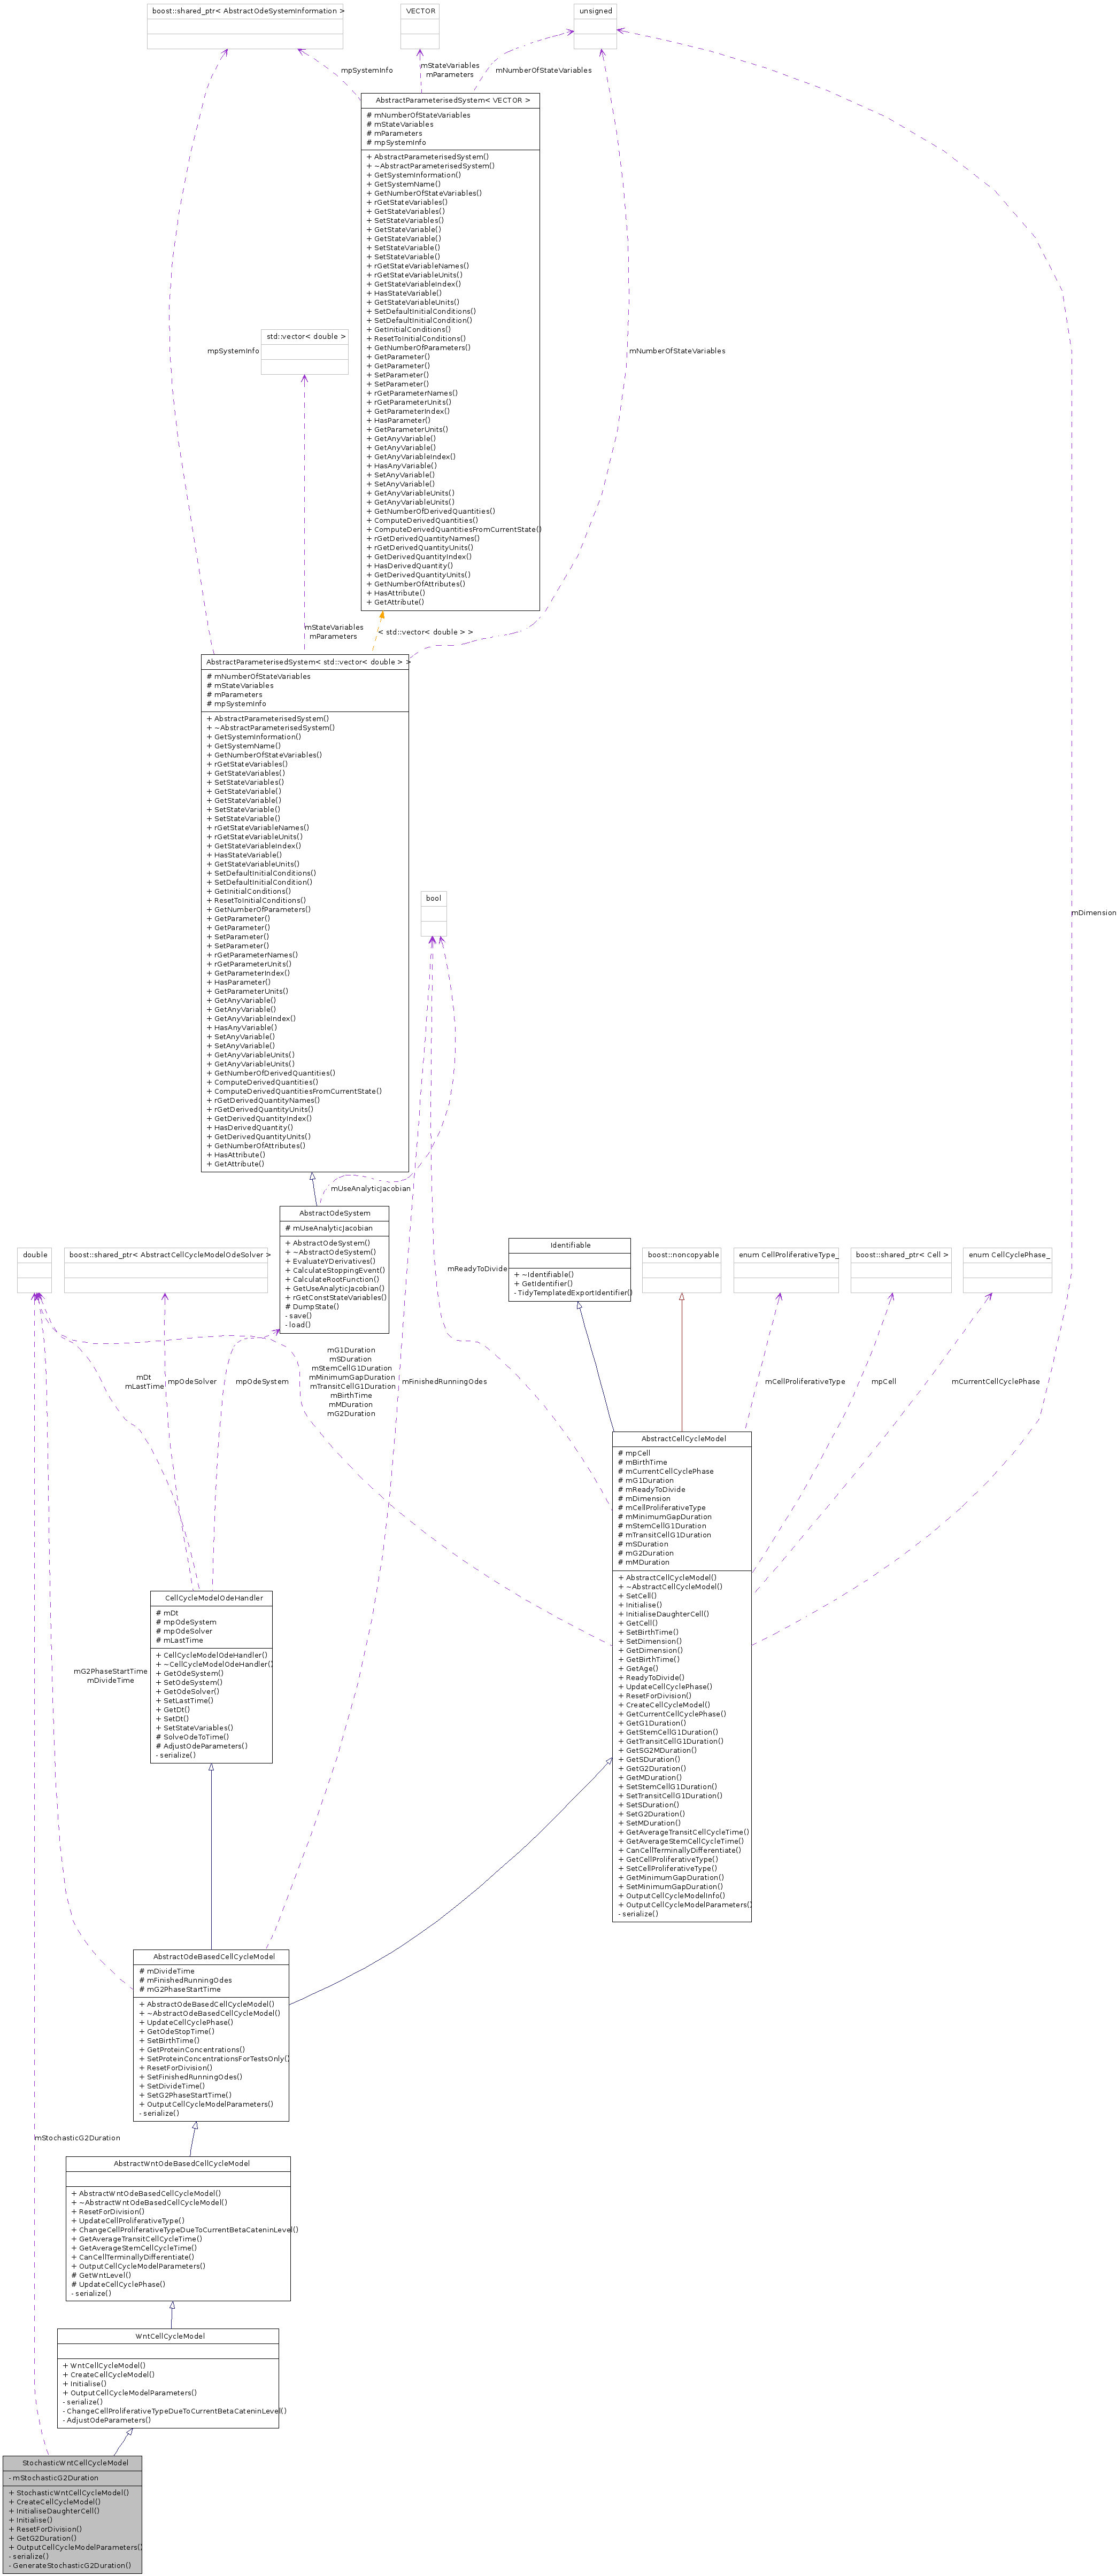 boost::shared_ptr< AbstractOdeSystemInformation >
VECTOR
unsigned
mpSystemInfo
mStateVariables
mParameters
mNumberOfStateVariables
AbstractParameterisedSystem< VECTOR >
# mNumberOfStateVariables
# mStateVariables
# mParameters
# mpSystemInfo
+ AbstractParameterisedSystem()
+ ~AbstractParameterisedSystem()
+ GetSystemInformation()
+ GetSystemName()
+ GetNumberOfStateVariables()
+ rGetStateVariables()
+ GetStateVariables()
+ SetStateVariables()
+ GetStateVariable()
+ GetStateVariable()
+ SetStateVariable()
+ SetStateVariable()
+ rGetStateVariableNames()
+ rGetStateVariableUnits()
+ GetStateVariableIndex()
+ HasStateVariable()
+ GetStateVariableUnits()
+ SetDefaultInitialConditions()
+ SetDefaultInitialCondition()
+ GetInitialConditions()
+ ResetToInitialConditions()
+ GetNumberOfParameters()
+ GetParameter()
+ GetParameter()
+ SetParameter()
+ SetParameter()
+ rGetParameterNames()
+ rGetParameterUnits()
+ GetParameterIndex()
+ HasParameter()
+ GetParameterUnits()
+ GetAnyVariable()
+ GetAnyVariable()
+ GetAnyVariableIndex()
+ HasAnyVariable()
+ SetAnyVariable()
+ SetAnyVariable()
+ GetAnyVariableUnits()
+ GetAnyVariableUnits()
+ GetNumberOfDerivedQuantities()
+ ComputeDerivedQuantities()
+ ComputeDerivedQuantitiesFromCurrentState()
+ rGetDerivedQuantityNames()
+ rGetDerivedQuantityUnits()
+ GetDerivedQuantityIndex()
+ HasDerivedQuantity()
+ GetDerivedQuantityUnits()
+ GetNumberOfAttributes()
+ HasAttribute()
+ GetAttribute()
std::vector< double >
mpSystemInfo
mNumberOfStateVariables
mStateVariables
mParameters
< std::vector< double > >
AbstractParameterisedSystem< std::vector< double > >
# mNumberOfStateVariables
# mStateVariables
# mParameters
# mpSystemInfo
+ AbstractParameterisedSystem()
+ ~AbstractParameterisedSystem()
+ GetSystemInformation()
+ GetSystemName()
+ GetNumberOfStateVariables()
+ rGetStateVariables()
+ GetStateVariables()
+ SetStateVariables()
+ GetStateVariable()
+ GetStateVariable()
+ SetStateVariable()
+ SetStateVariable()
+ rGetStateVariableNames()
+ rGetStateVariableUnits()
+ GetStateVariableIndex()
+ HasStateVariable()
+ GetStateVariableUnits()
+ SetDefaultInitialConditions()
+ SetDefaultInitialCondition()
+ GetInitialConditions()
+ ResetToInitialConditions()
+ GetNumberOfParameters()
+ GetParameter()
+ GetParameter()
+ SetParameter()
+ SetParameter()
+ rGetParameterNames()
+ rGetParameterUnits()
+ GetParameterIndex()
+ HasParameter()
+ GetParameterUnits()
+ GetAnyVariable()
+ GetAnyVariable()
+ GetAnyVariableIndex()
+ HasAnyVariable()
+ SetAnyVariable()
+ SetAnyVariable()
+ GetAnyVariableUnits()
+ GetAnyVariableUnits()
+ GetNumberOfDerivedQuantities()
+ ComputeDerivedQuantities()
+ ComputeDerivedQuantitiesFromCurrentState()
+ rGetDerivedQuantityNames()
+ rGetDerivedQuantityUnits()
+ GetDerivedQuantityIndex()
+ HasDerivedQuantity()
+ GetDerivedQuantityUnits()
+ GetNumberOfAttributes()
+ HasAttribute()
+ GetAttribute()
bool
mDimension
mUseAnalyticJacobian
AbstractOdeSystem
# mUseAnalyticJacobian
+ AbstractOdeSystem()
+ ~AbstractOdeSystem()
+ EvaluateYDerivatives()
+ CalculateStoppingEvent()
+ CalculateRootFunction()
+ GetUseAnalyticJacobian()
+ GetConstStateVariables()
# DumpState()
- save()
- load()
double
boost::shared_ptr< AbstractCellCycleModelOdeSolver >
mReadyToDivide
Identifiable
+ ~Identifiable()
+ GetIdentifier()
- TidyTemplatedExportIdentifier()
boost::noncopyable
enum CellProliferativeType_
boost::shared_ptr< Cell >
enum CellCyclePhase_
mDt
mLastTime
mpOdeSolver
mpOdeSystem
mG1Duration
mSDuration
mStemCellG1Duration
mMinimumGapDuration
mTransitCellG1Duration
mBirthTime
mMDuration
mG2Duration
mFinishedRunningOdes
mCellProliferativeType
mpCell
mCurrentCellCyclePhase
AbstractCellCycleModel
# mpCell
# mBirthTime
# mCurrentCellCyclePhase
# mG1Duration
# mReadyToDivide
# mDimension
# mCellProliferativeType
# mMinimumGapDuration
# mStemCellG1Duration
# mTransitCellG1Duration
# mSDuration
# mG2Duration
# mMDuration
+ AbstractCellCycleModel()
+ ~AbstractCellCycleModel()
+ SetCell()
+ Initialise()
+ InitialiseDaughterCell()
+ GetCell()
+ SetBirthTime()
+ SetDimension()
+ GetDimension()
+ GetBirthTime()
+ GetAge()
+ ReadyToDivide()
+ UpdateCellCyclePhase()
+ ResetForDivision()
+ CreateCellCycleModel()
+ GetCurrentCellCyclePhase()
+ GetG1Duration()
+ GetStemCellG1Duration()
+ GetTransitCellG1Duration()
+ GetSG2MDuration()
+ GetSDuration()
+ GetG2Duration()
+ GetMDuration()
+ SetStemCellG1Duration()
+ SetTransitCellG1Duration()
+ SetSDuration()
+ SetG2Duration()
+ SetMDuration()
+ GetAverageTransitCellCycleTime()
+ GetAverageStemCellCycleTime()
+ CanCellTerminallyDifferentiate()
+ GetCellProliferativeType()
+ SetCellProliferativeType()
+ GetMinimumGapDuration()
+ SetMinimumGapDuration()
+ OutputCellCycleModelInfo()
+ OutputCellCycleModelParameters()
- serialize()
CellCycleModelOdeHandler
# mDt
# mpOdeSystem
# mpOdeSolver
# mLastTime
+ CellCycleModelOdeHandler()
+ ~CellCycleModelOdeHandler()
+ GetOdeSystem()
+ SetOdeSystem()
+ GetOdeSolver()
+ SetLastTime()
+ GetDt()
+ SetDt()
+ SetStateVariables()
# SolveOdeToTime()
# AdjustOdeParameters()
- serialize()
mG2PhaseStartTime
mDivideTime
AbstractOdeBasedCellCycleModel
# mDivideTime
# mFinishedRunningOdes
# mG2PhaseStartTime
+ AbstractOdeBasedCellCycleModel()
+ ~AbstractOdeBasedCellCycleModel()
+ UpdateCellCyclePhase()
+ GetOdeStopTime()
+ SetBirthTime()
+ GetProteinConcentrations()
+ SetProteinConcentrationsForTestsOnly()
+ ResetForDivision()
+ SetFinishedRunningOdes()
+ SetDivideTime()
+ SetG2PhaseStartTime()
+ OutputCellCycleModelParameters()
- serialize()
mStochasticG2Duration
AbstractWntOdeBasedCellCycleModel
+ AbstractWntOdeBasedCellCycleModel()
+ ~AbstractWntOdeBasedCellCycleModel()
+ ResetForDivision()
+ UpdateCellProliferativeType()
+ ChangeCellProliferativeTypeDueToCurrentBetaCateninLevel()
+ GetAverageTransitCellCycleTime()
+ GetAverageStemCellCycleTime()
+ CanCellTerminallyDifferentiate()
+ OutputCellCycleModelParameters()
# GetWntLevel()
# UpdateCellCyclePhase()
- serialize()
WntCellCycleModel
+ WntCellCycleModel()
+ CreateCellCycleModel()
+ Initialise()
+ OutputCellCycleModelParameters()
- serialize()
- ChangeCellProliferativeTypeDueToCurrentBetaCateninLevel()
- AdjustOdeParameters()
StochasticWntCellCycleModel
- mStochasticG2Duration
+ StochasticWntCellCycleModel()
+ CreateCellCycleModel()
+ InitialiseDaughterCell()
+ Initialise()
+ ResetForDivision()
+ GetG2Duration()
+ OutputCellCycleModelParameters()
- serialize()
- GenerateStochasticG2Duration()